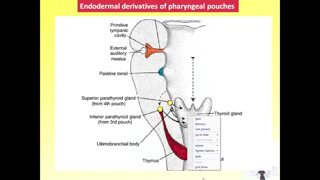 Endodermal derivatives of pharyngeal pouches
Primitive
tympanic
cavity
External
auditory
meatus
Palatine tonsil
Superior parathyroid gland
(from 4th pouch)
Inferior parathyroid gland
(from 3rd pouch)
Ultimobranchial body
Thymus
Thyroid gland